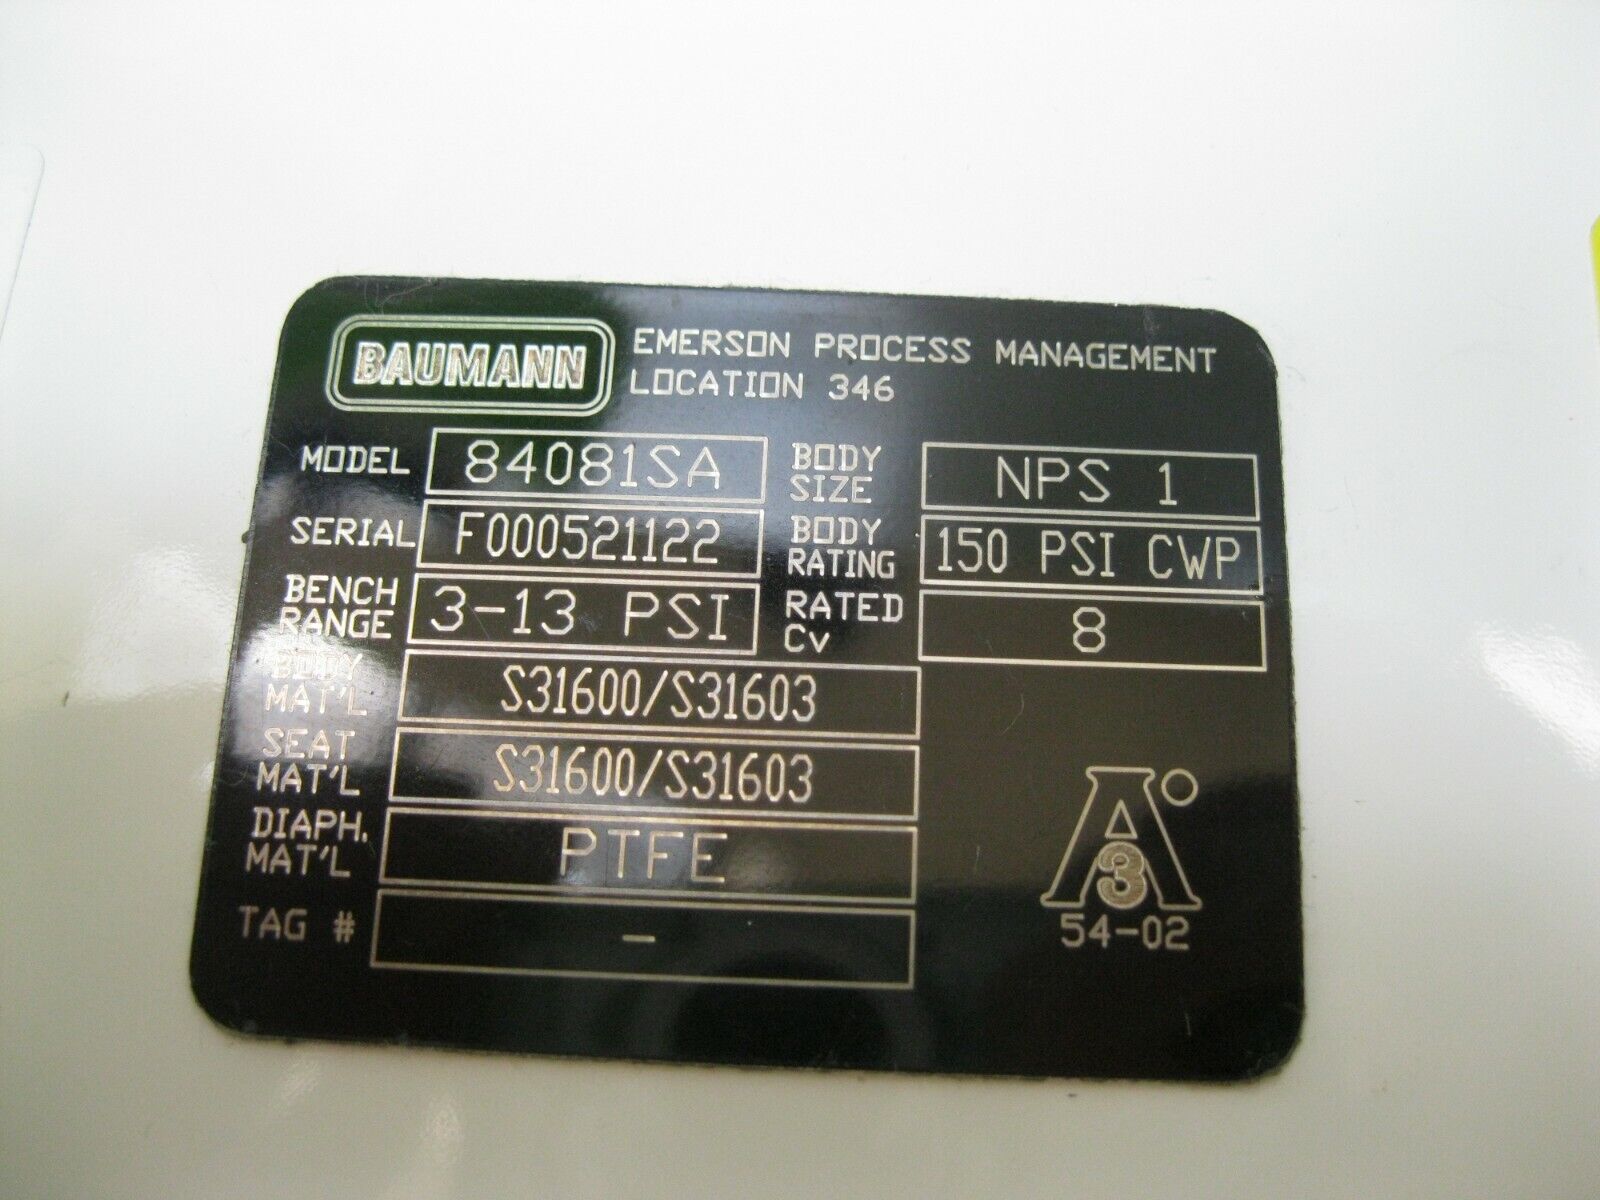 BAUMANN
EMERSON PROCESS MANAGEMENT
LOCATION 346
MODEL 84081SA
BODY SIZE NPS 1
SERIAL F000521122
BODY RATING 150 PSI CWP
BENCH RANGE 3-13 PSI
RATED Cv 8
BODY MAT'L S31600/S31603
SEAT MAT'L S31600/S31603
DIAPH. MAT'L PTFE
TAG # -
A 3
54-02